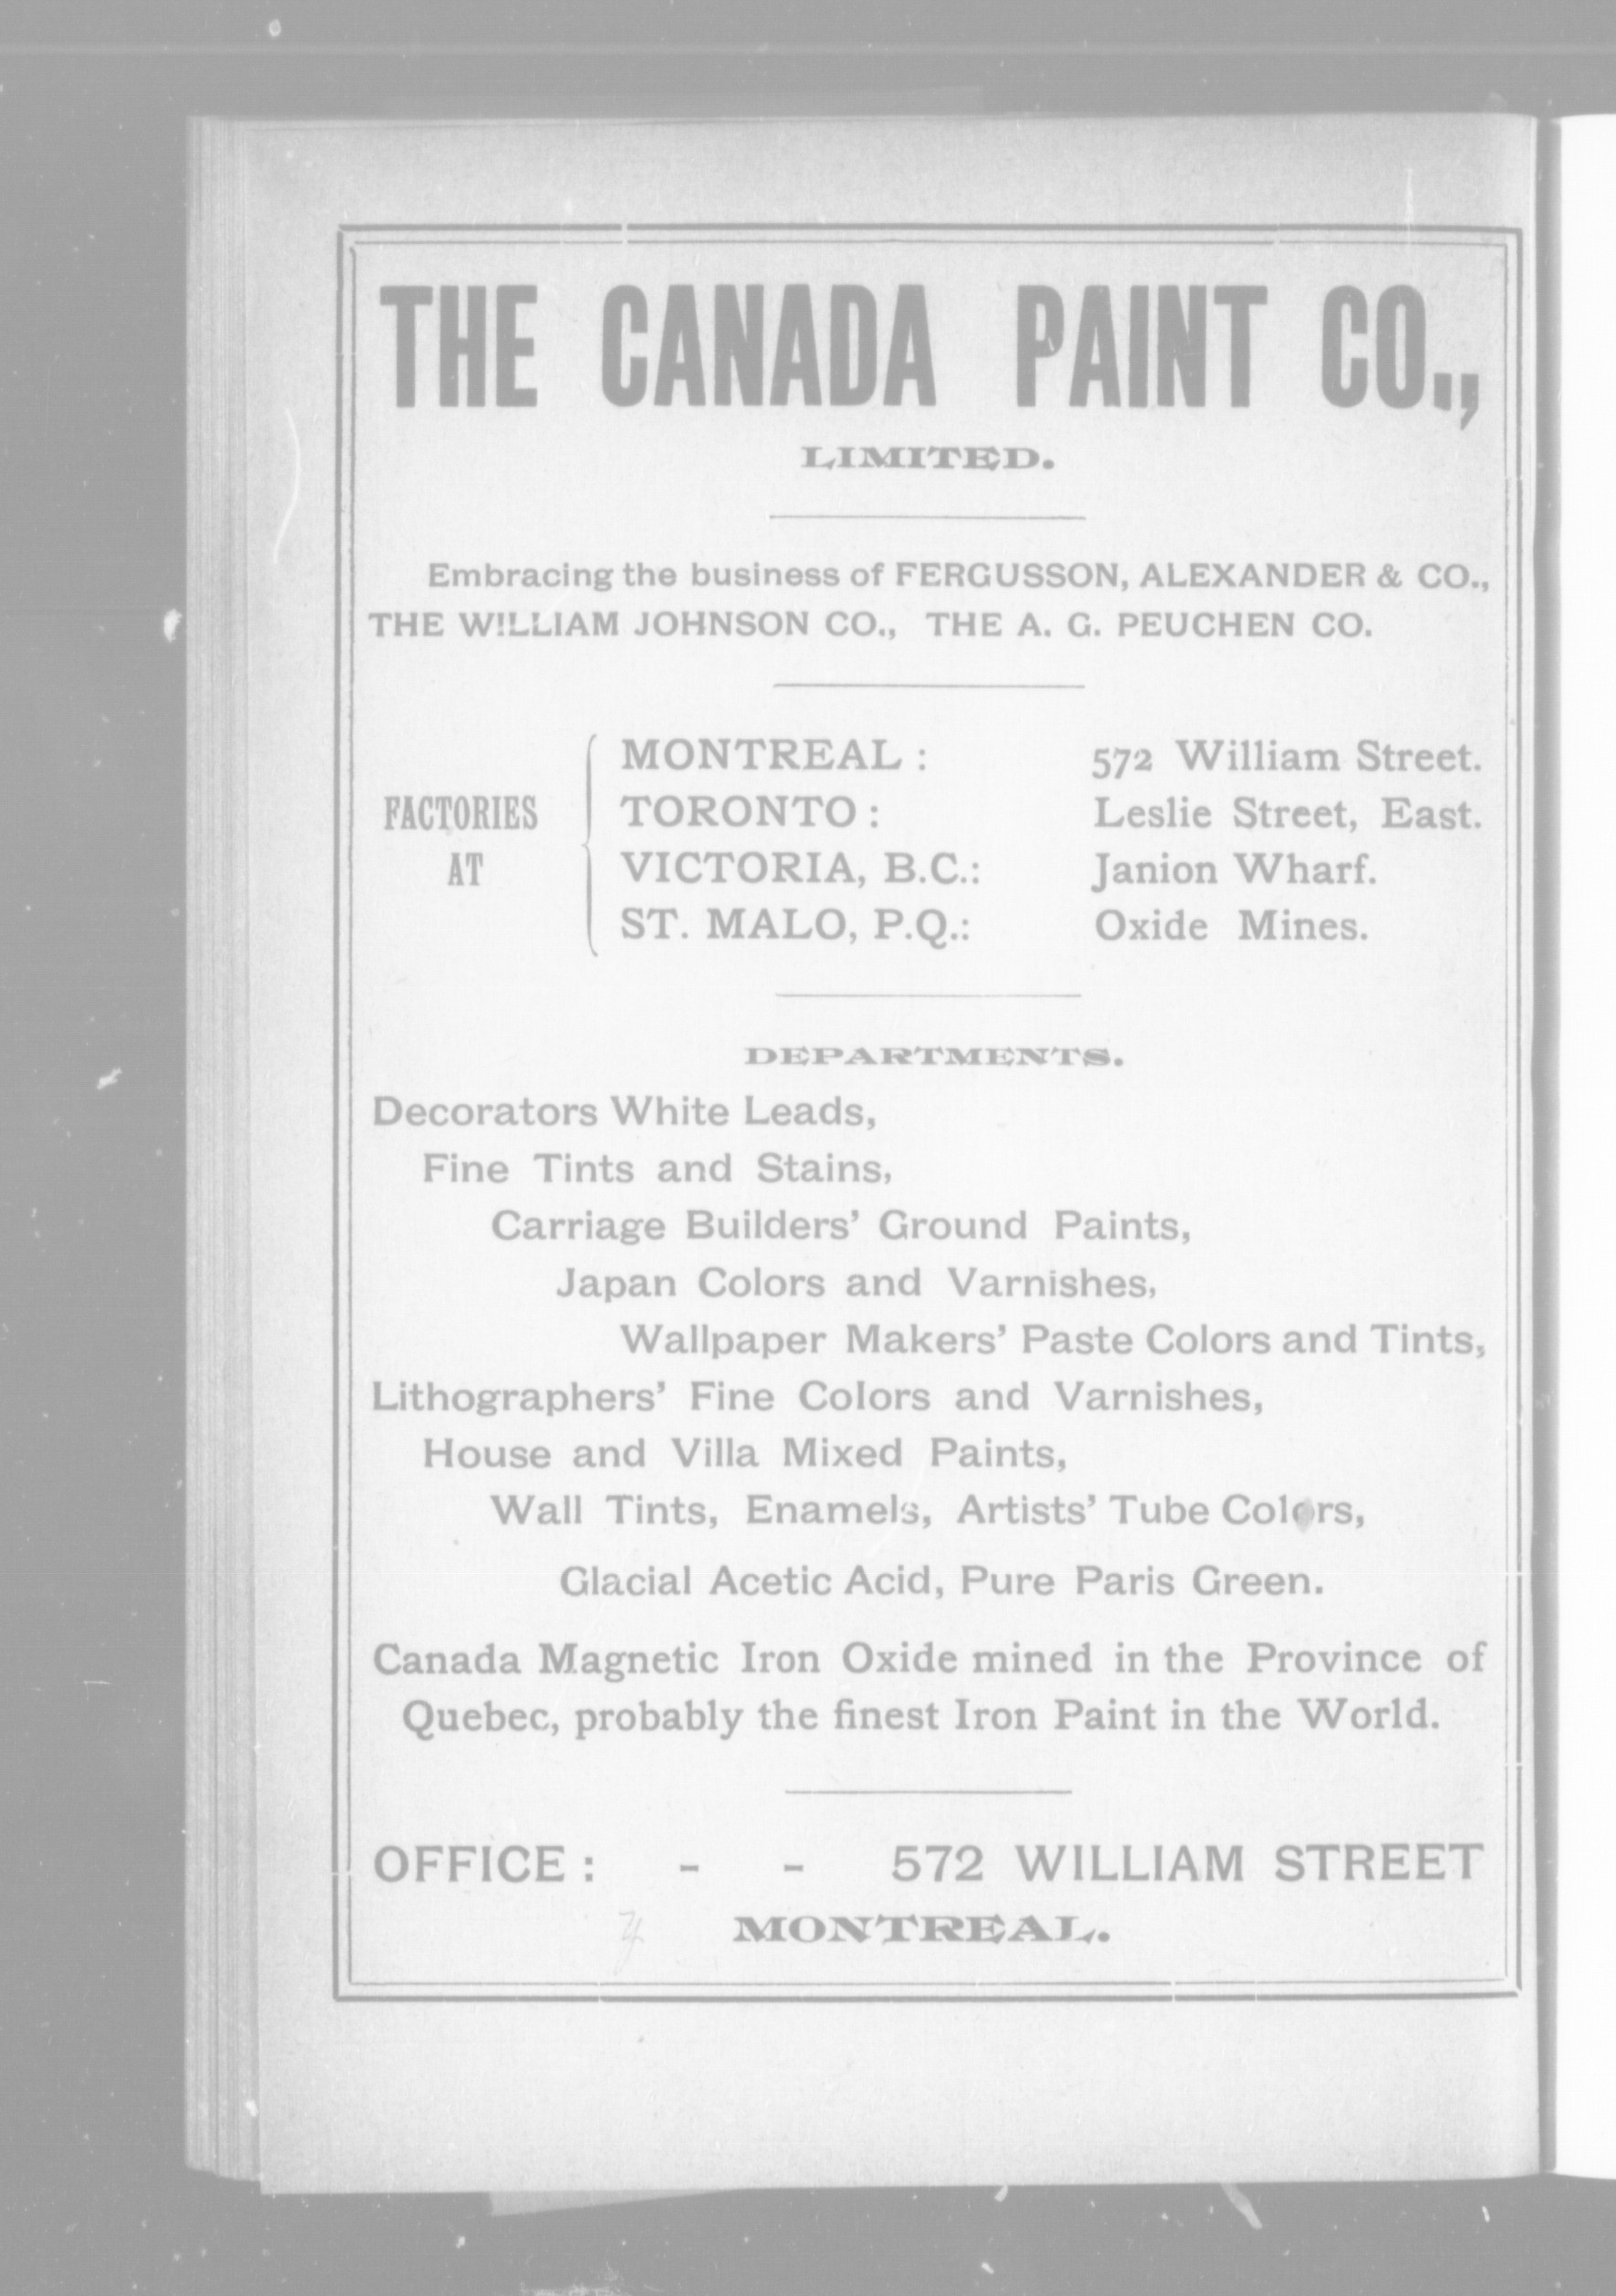 THE CANADA PAINT CO.,
LIMITED.
Embracing the business of FERGUSSON, ALEXANDER & CO.,
THE WILLIAM JOHNSON CO., THE A. G. PEUCHEN CO.
FACTORIES AT
MONTREAL : 572 William Street.
TORONTO : Leslie Street, East.
VICTORIA, B.C.: Janion Wharf.
ST. MALO, P.Q.: Oxide Mines.
DEPARTMENTS.
Decorators White Leads,
Fine Tints and Stains,
Carriage Builders’ Ground Paints,
Japan Colors and Varnishes,
Wallpaper Makers’ Paste Colors and Tints,
Lithographers’ Fine Colors and Varnishes,
House and Villa Mixed Paints,
Wall Tints, Enamels, Artists’ Tube Colors,
Glacial Acetic Acid, Pure Paris Green.
Canada Magnetic Iron Oxide mined in the Province of
Quebec, probably the finest Iron Paint in the World.
OFFICE : - - 572 WILLIAM STREET
MONTREAL.